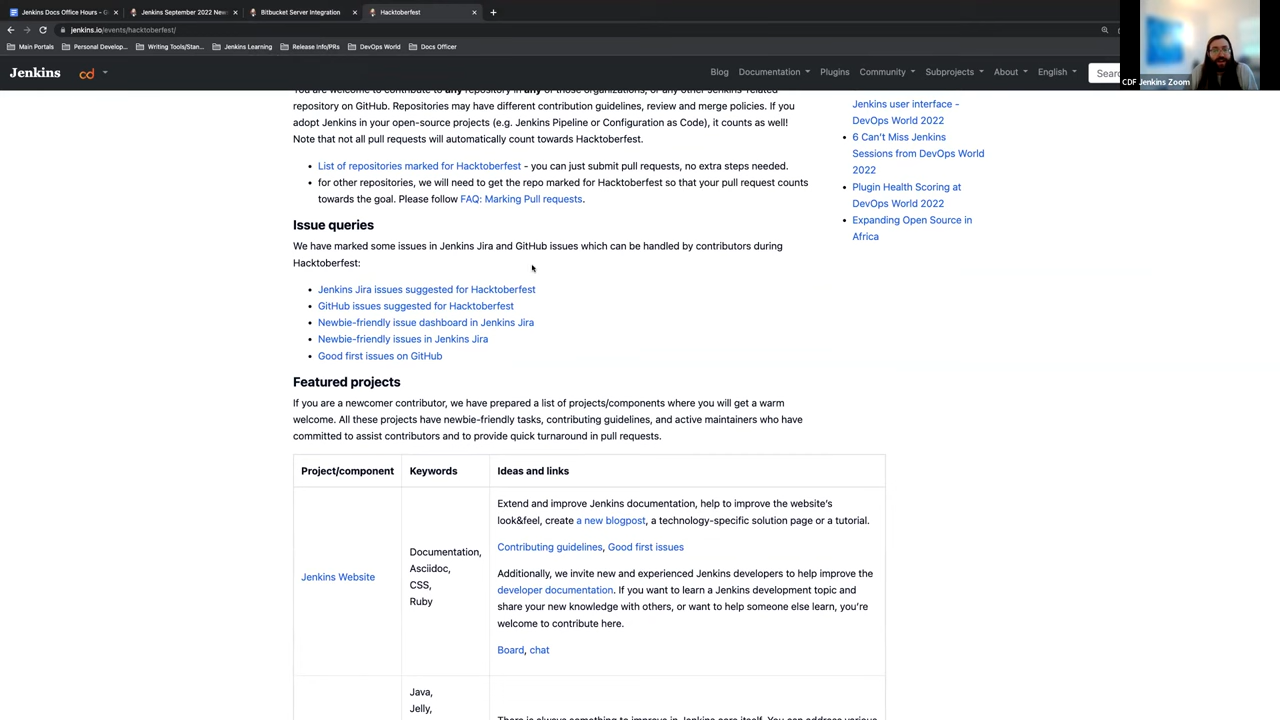 Jenkins Docs Office Hours - G
Jenkins September 2022 New
Bitbucket Server Integration
Hacktoberfest
jenkins.io/events/hacktoberfest/
Main Portals
Personal Develop...
Writing Tools/Stan...
Jenkins Learning
Release Info/PRs
DevOps World
Docs Officer
CDF Jenkins Zoom
Jenkins
cd
Blog
Documentation
Plugins
Community
Subprojects
About
English
Searc
You are welcome to contribute to any repository in any of those organizations, or any other Jenkins-related
repository on GitHub. Repositories may have different contribution guidelines, review and merge policies. If you
adopt Jenkins in your open-source projects (e.g. Jenkins Pipeline or Configuration as Code), it counts as well!
Note that not all pull requests will automatically count towards Hacktoberfest.
List of repositories marked for Hacktoberfest - you can just submit pull requests, no extra steps needed.
for other repositories, we will need to get the repo marked for Hacktoberfest so that your pull request counts
towards the goal. Please follow FAQ: Marking Pull requests.
Issue queries
We have marked some issues in Jenkins Jira and GitHub issues which can be handled by contributors during
Hacktoberfest:
Jenkins Jira issues suggested for Hacktoberfest
GitHub issues suggested for Hacktoberfest
Newbie-friendly issue dashboard in Jenkins Jira
Newbie-friendly issues in Jenkins Jira
Good first issues on GitHub
Featured projects
If you are a newcomer contributor, we have prepared a list of projects/components where you will get a warm
welcome. All these projects have newbie-friendly tasks, contributing guidelines, and active maintainers who have
committed to assist contributors and to provide quick turnaround in pull requests.
Project/component
Keywords
Ideas and links
Jenkins Website
Documentation,
Asciidoc,
CSS,
Ruby
Extend and improve Jenkins documentation, help to improve the website's
look&feel, create a new blogpost, a technology-specific solution page or a tutorial.
Contributing guidelines, Good first issues
Additionally, we invite new and experienced Jenkins developers to help improve the
developer documentation. If you want to learn a Jenkins development topic and
share your new knowledge with others, or want to help someone else learn, you're
welcome to contribute here.
Board, chat
Java,
Jelly,
There is always something to improve in Jenkins core itself. You can address various
Jenkins user interface -
DevOps World 2022
6 Can't Miss Jenkins
Sessions from DevOps World
2022
Plugin Health Scoring at
DevOps World 2022
Expanding Open Source in
Africa